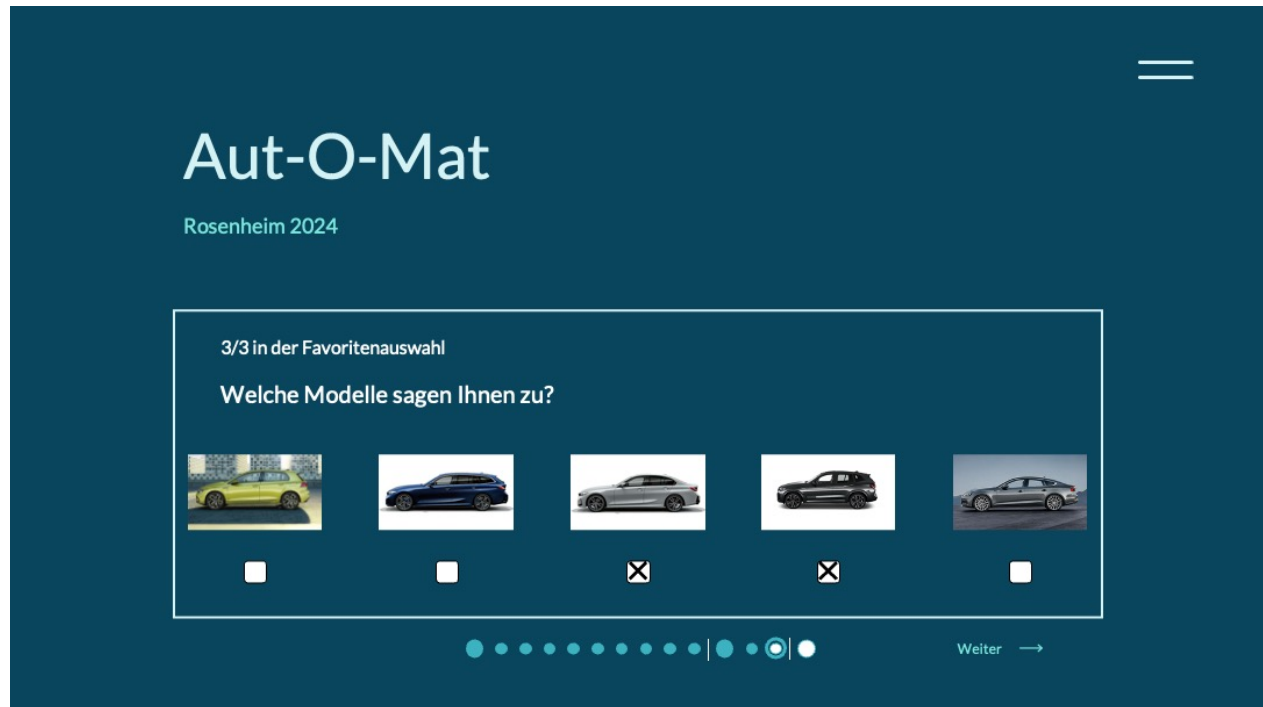 Aut-O-Mat
Rosenheim 2024
3/3 in der Favoritenauswahl
Welche Modelle sagen Ihnen zu?
Weiter